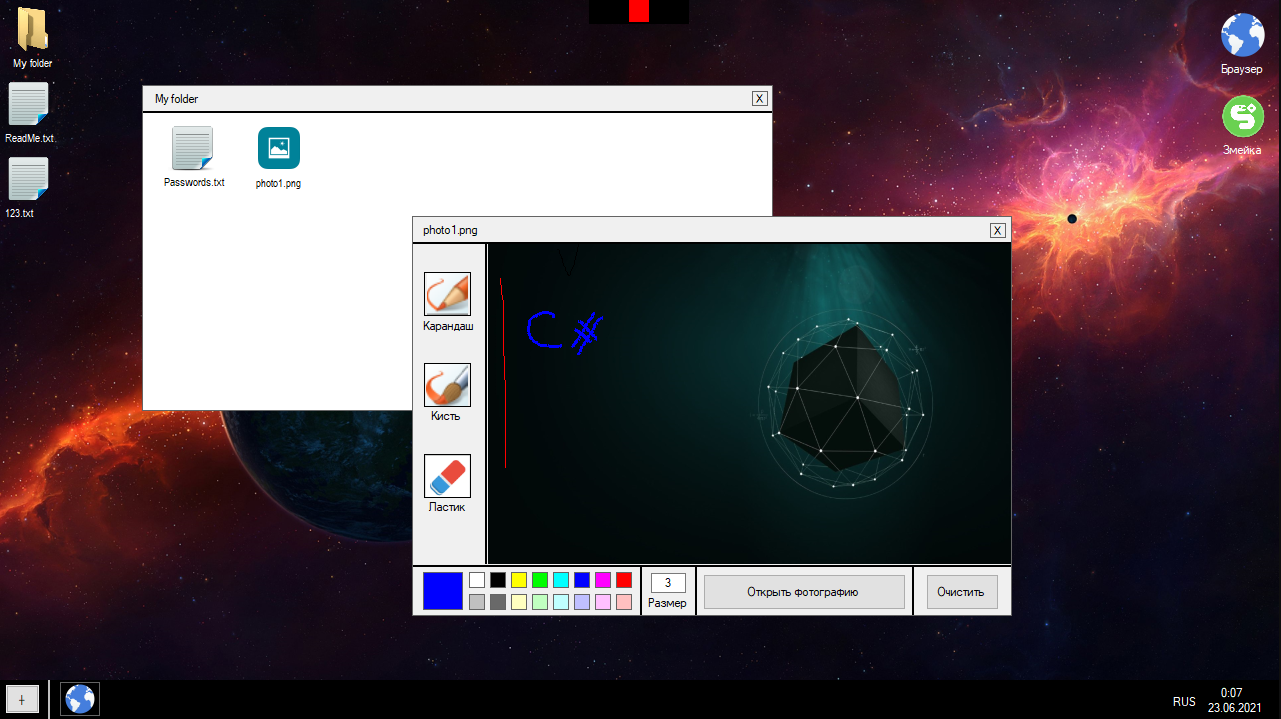 My folder
ReadMe.txt
123.txt
Браузер
Змейка
My folder
X
Passwords.txt
photo1.png
photo1.png
X
Карандаш
Кисть
Ластик
C#
3
Размер
Открыть фотографию
Очистить
RUS
0:07
23.06.2021